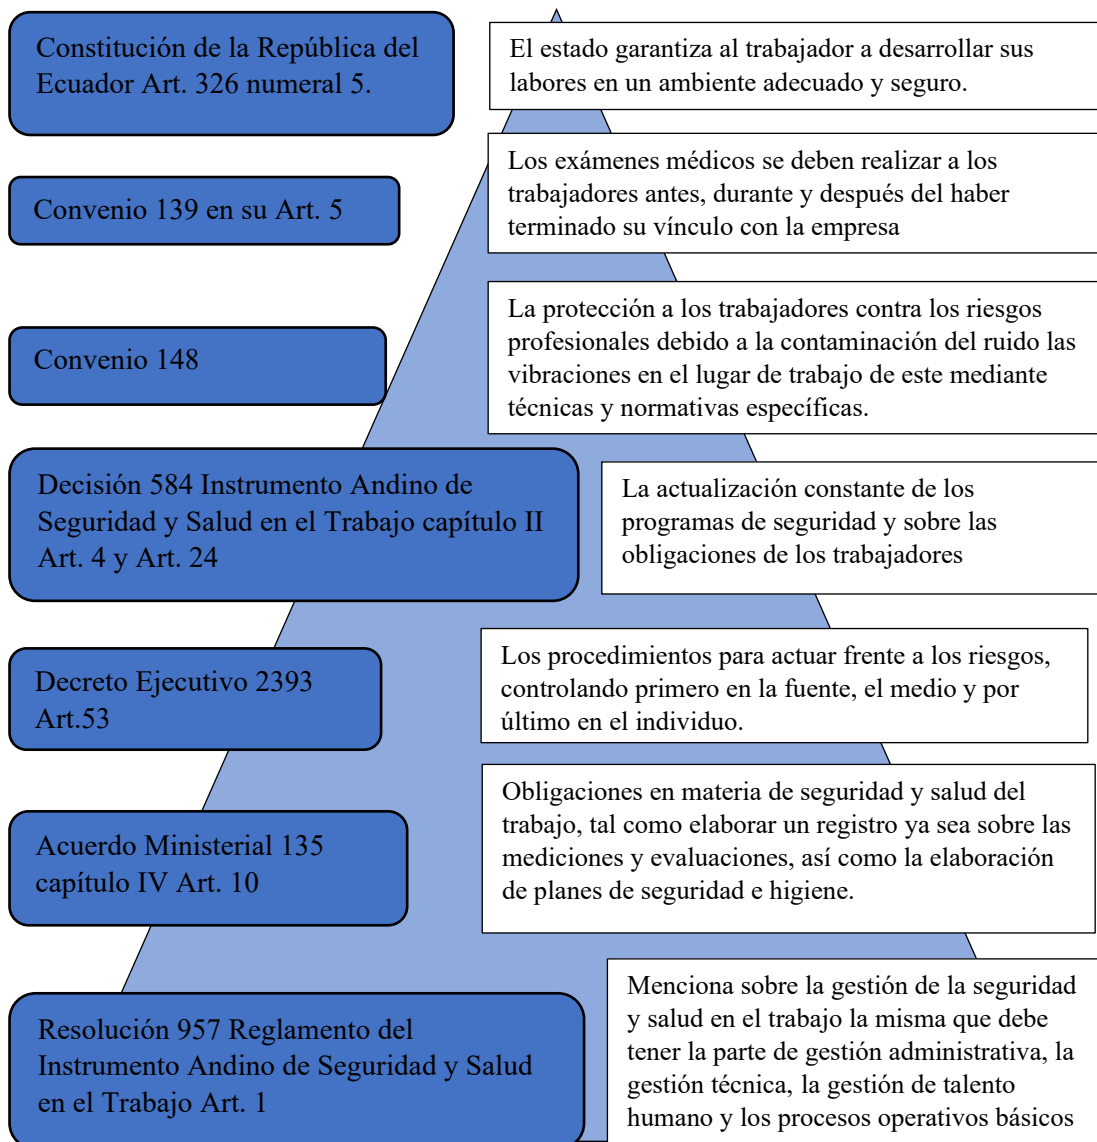 Constitución de la República del
Ecuador Art. 326 numeral 5.
El estado garantiza al trabajador a desarrollar sus
labores en un ambiente adecuado y seguro.
Convenio 139 en su Art. 5
Los exámenes médicos se deben realizar a los
trabajadores antes, durante y después del haber
terminado su vínculo con la empresa
Convenio 148
La protección a los trabajadores contra los riesgos
profesionales debido a la contaminación del ruido las
vibraciones en el lugar de trabajo de este mediante
técnicas y normativas específicas.
Decisión 584 Instrumento Andino de
Seguridad y Salud en el Trabajo capítulo II
Art. 4 y Art. 24
La actualización constante de los
programas de seguridad y sobre las
obligaciones de los trabajadores
Decreto Ejecutivo 2393
Art.53
Los procedimientos para actuar frente a los riesgos,
controlando primero en la fuente, el medio y por
último en el individuo.
Acuerdo Ministerial 135
capítulo IV Art. 10
Obligaciones en materia de seguridad y salud del
trabajo, tal como elaborar un registro ya sea sobre las
mediciones y evaluaciones, así como la elaboración
de planes de seguridad e higiene.
Resolución 957 Reglamento del
Instrumento Andino de Seguridad y Salud
en el Trabajo Art. 1
Menciona sobre la gestión de la seguridad
y salud en el trabajo la misma que debe
tener la parte de gestión administrativa, la
gestión técnica, la gestión de talento
humano y los procesos operativos básicos